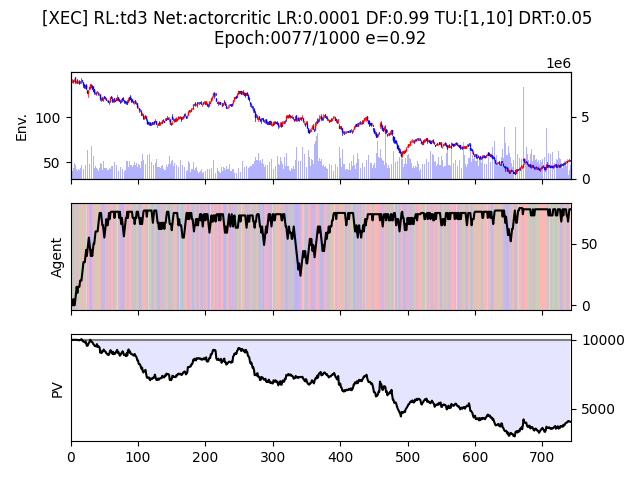 [XEC] RL:td3 Net:actorcritic LR:0.0001 DF:0.99 TU:[1,10] DRT:0.05
Epoch:0077/1000 e=0.92
1e6
Env.
100
50
5
0
Agent
50
0
PV
10000
5000
0 100 200 300 400 500 600 700